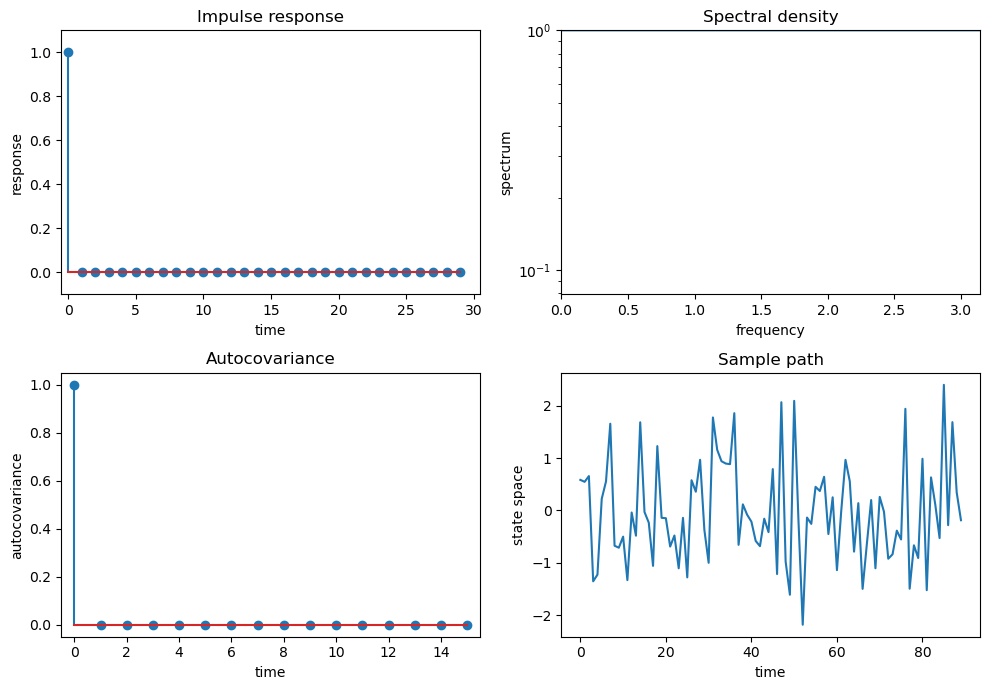 Impulse response
response
1.0
0.8
0.6
0.4
0.2
0.0
0 5 10 15 20 25 30
time
Spectral density
spectrum
10⁰
10⁻¹
0.0 0.5 1.0 1.5 2.0 2.5 3.0
frequency
Autocovariance
autocovariance
1.0
0.8
0.6
0.4
0.2
0.0
0 2 4 6 8 10 12 14
time
Sample path
state space
2
1
0
−1
−2
0 20 40 60 80
time